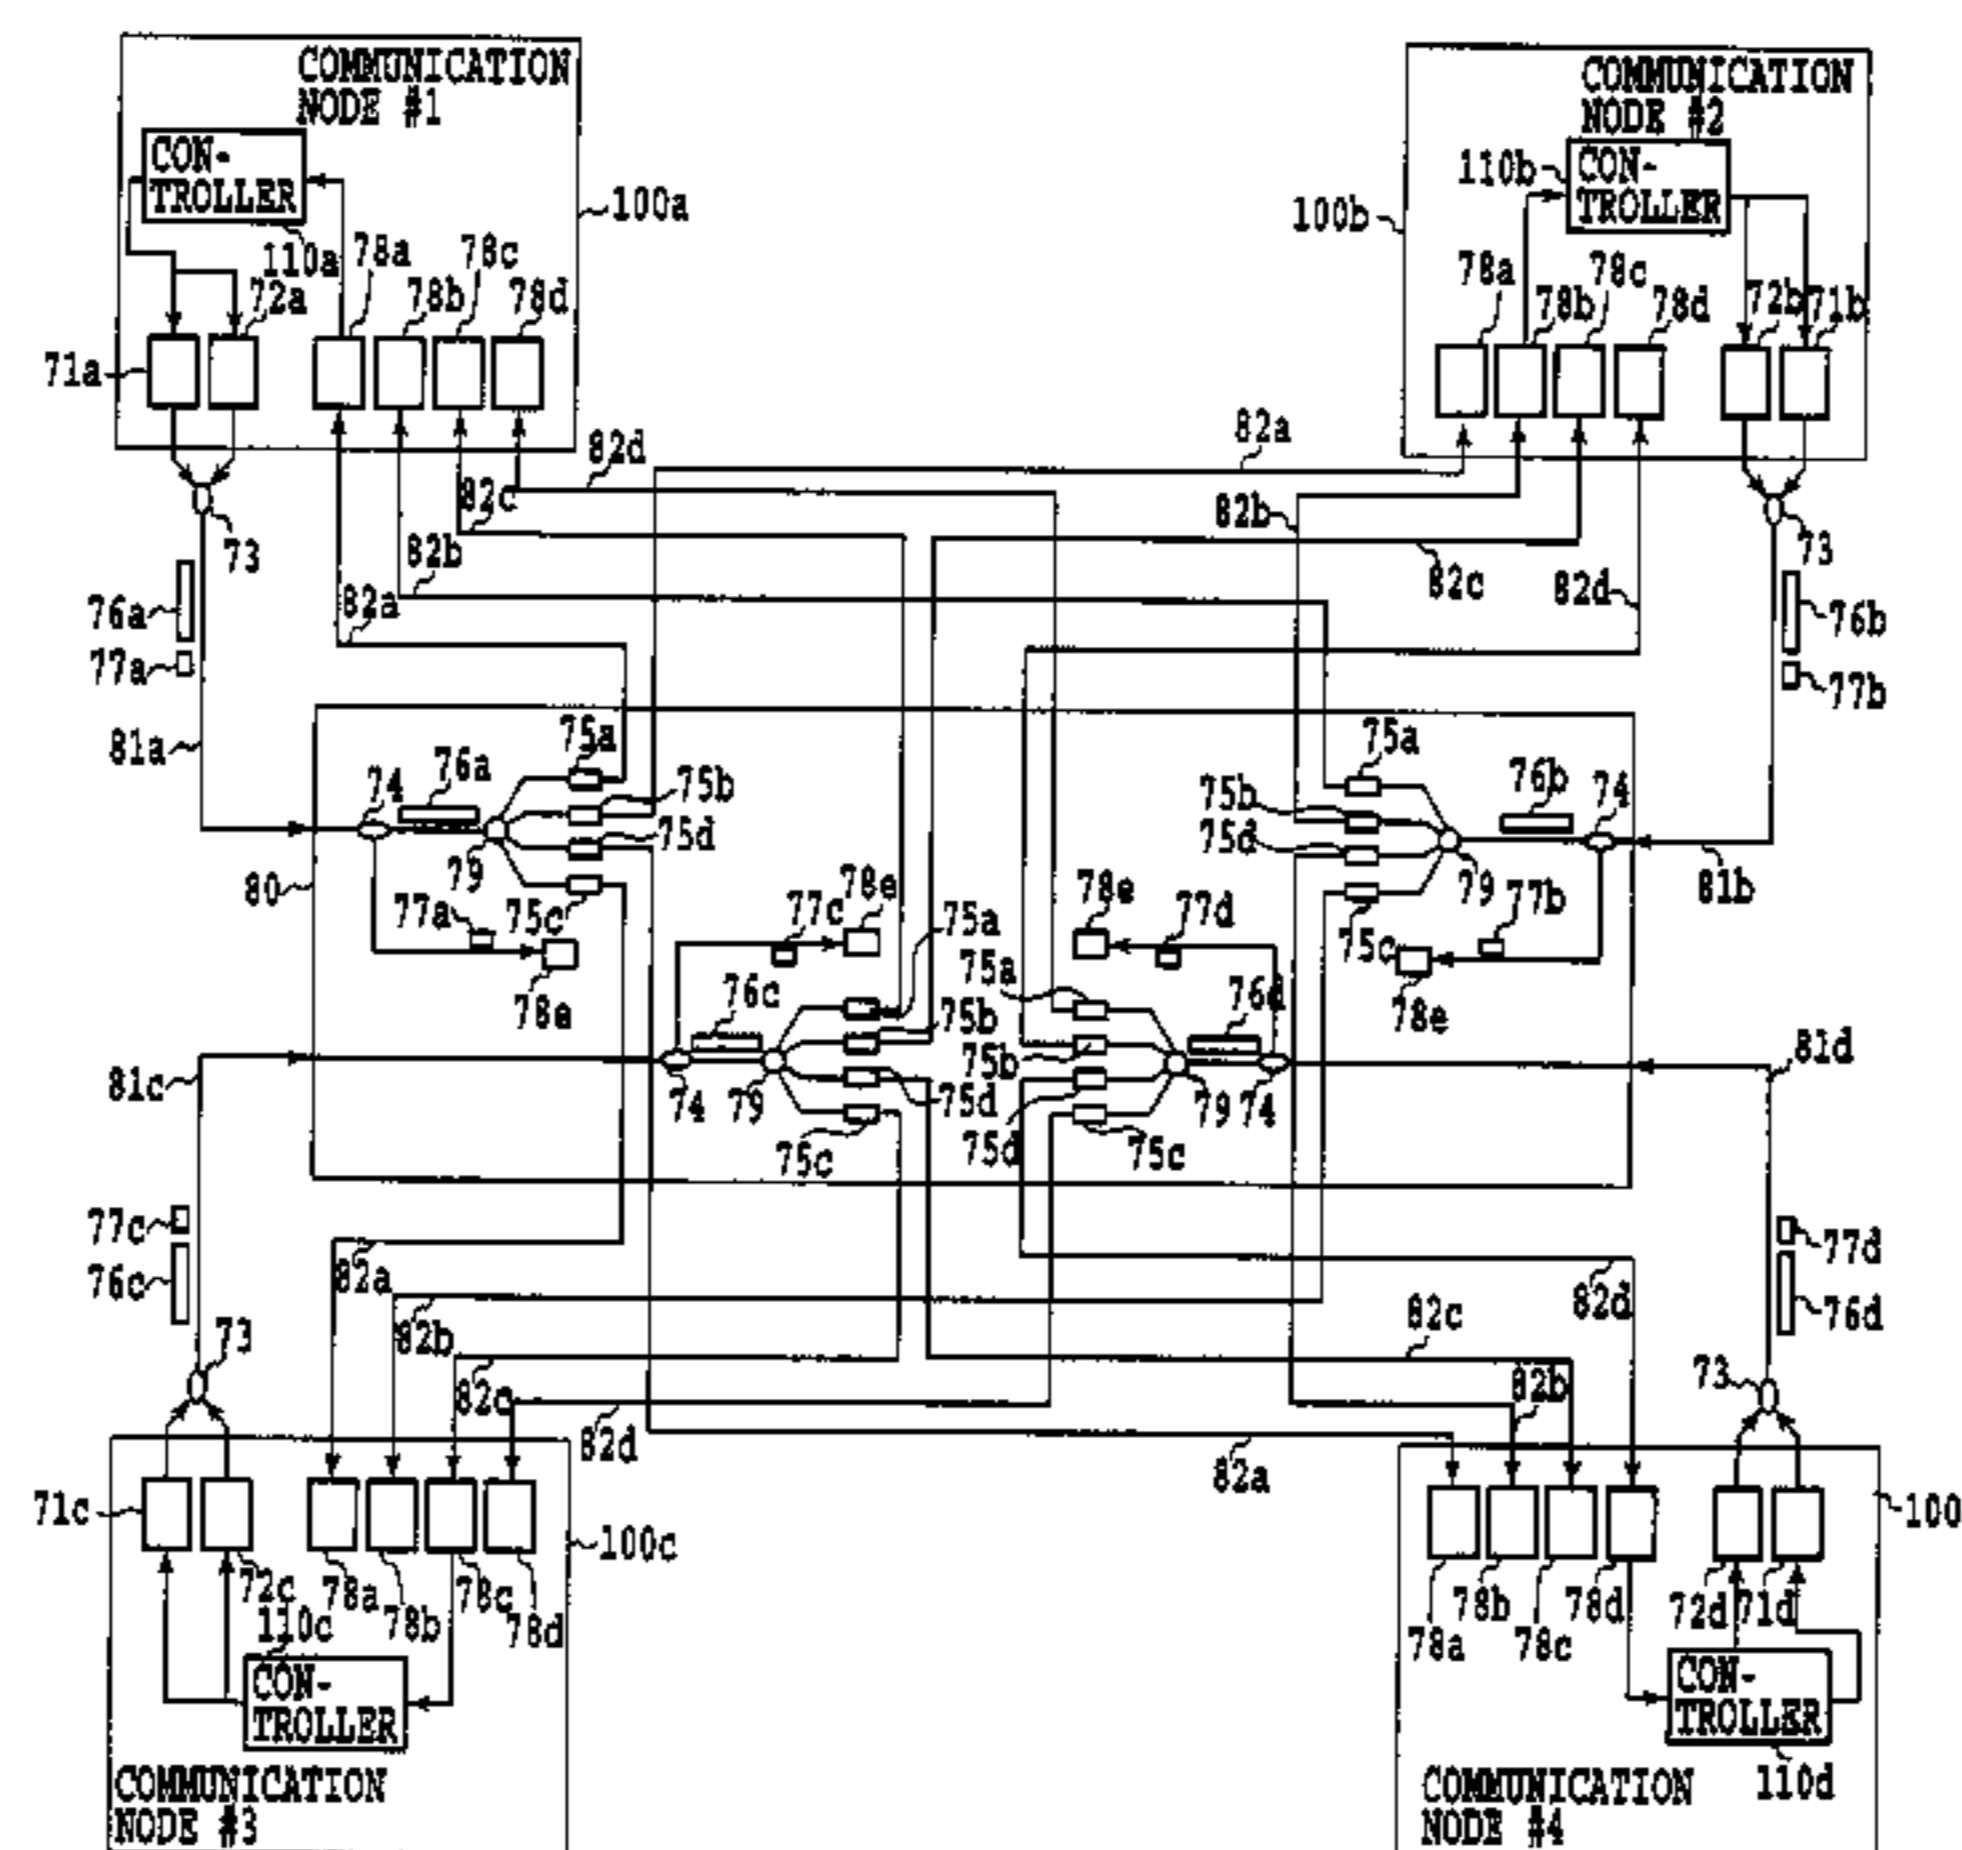 COMMUNICATION
NODE #1
CON-
TROLLER
100a
110a
78a
78c
72a
78b
78d
71a
COMMUNICATION
NODE #2
110b
CON-
TROLLER
100b
78a
78c
78b
78d
72b
71b
82d
82a
82c
82b
73
82b
73
82c
82d
76a
82a
76b
77a
77b
81a
75a
75a
74
76a
75b
75b
76b
74
75d
75d
80
79
77a
75c
77c
78e
78e
77d
79
77b
81b
75a
75c
75a
78e
76c
76d
78e
75b
75b
81c
81d
74
79
75d
79
74
75d
75c
75c
77c
77d
76c
82a
82d
76d
82b
82c
73
73
82c
82b
82d
82a
71c
100c
100
72c
78a
78c
78b
78d
72d
71d
110c
78b
78d
78a
78c
CON-
TROLLER
CON-
TROLLER
COMMUNICATION
NODE #3
110d
COMMUNICATION
NODE #4